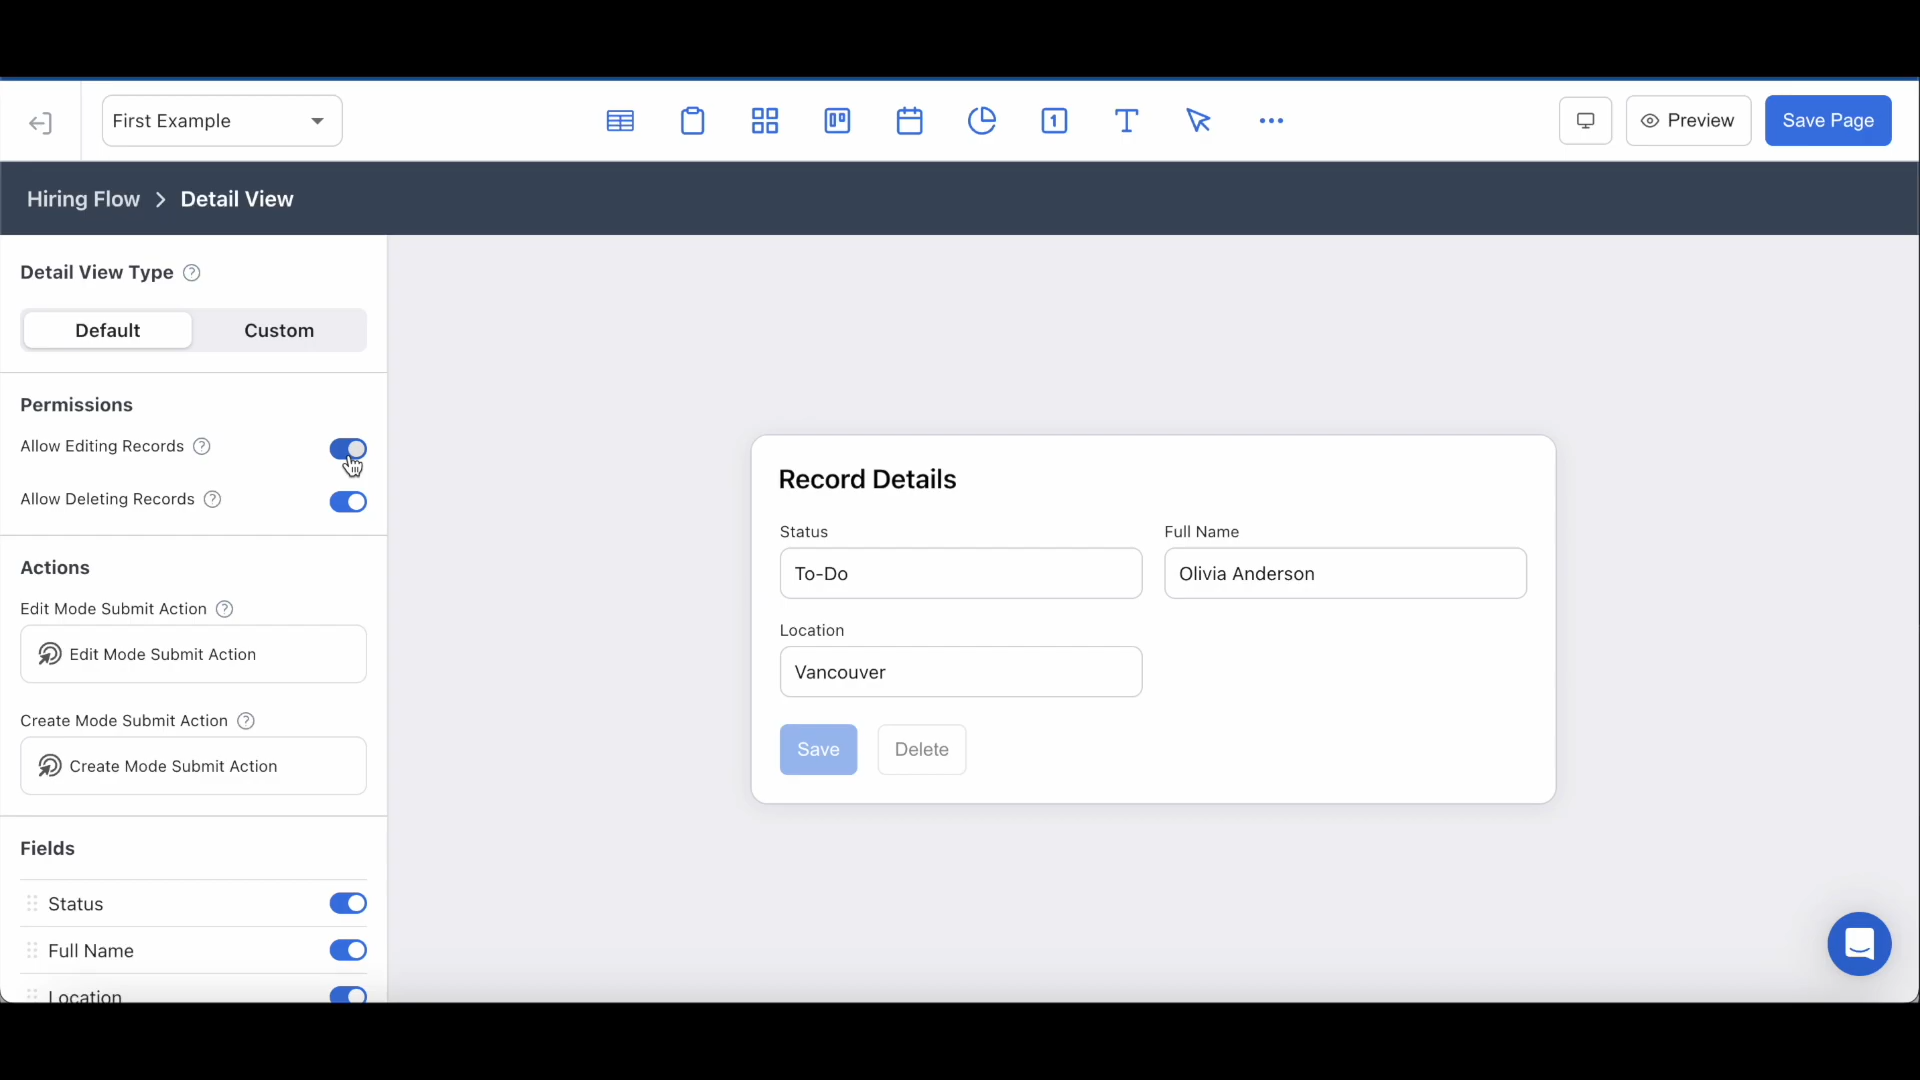 First Example
1
Preview
Save Page
Hiring Flow > Detail View
Detail View Type ?
Default
Custom
Permissions
Allow Editing Records ?
Allow Deleting Records ?
Actions
Edit Mode Submit Action ?
Edit Mode Submit Action
Create Mode Submit Action ?
Create Mode Submit Action
Fields
Status
Full Name
Location
Record Details
Status
Full Name
To-Do
Olivia Anderson
Location
Vancouver
Save
Delete